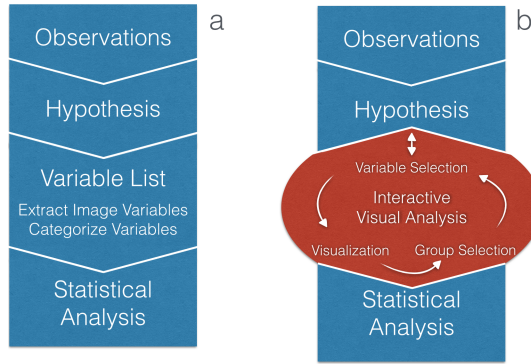 a
Observations
Hypothesis
Variable List
Extract Image Variables
Categorize Variables
Statistical
Analysis
b
Observations
Hypothesis
Variable Selection
Interactive
Visual Analysis
Visualization
Group Selection
Statistical
Analysis